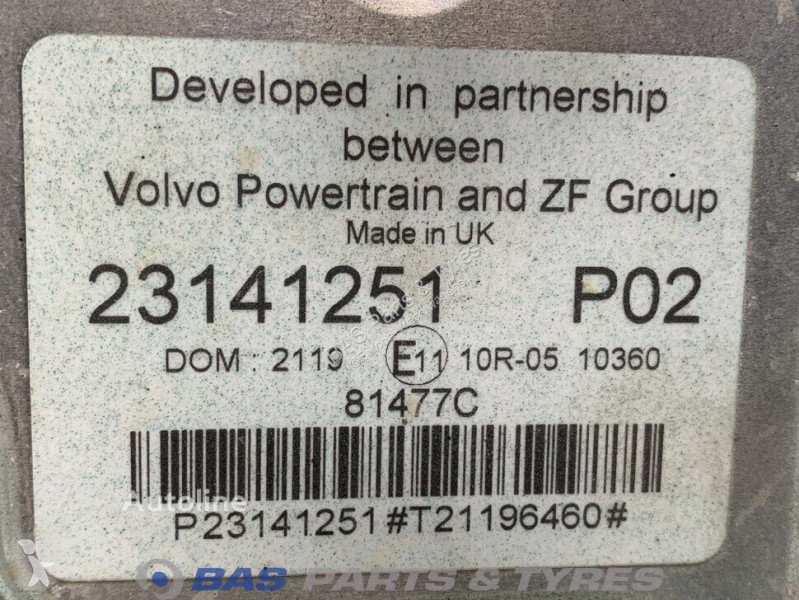 Developed in partnership
between
Volvo Powertrain and ZF Group
Made in UK
23141251 P02
DOM : 2119 E11 10R-05 10360
81477C
P23141251#T21196460#
Autoline
BAS PARTS & TYRES